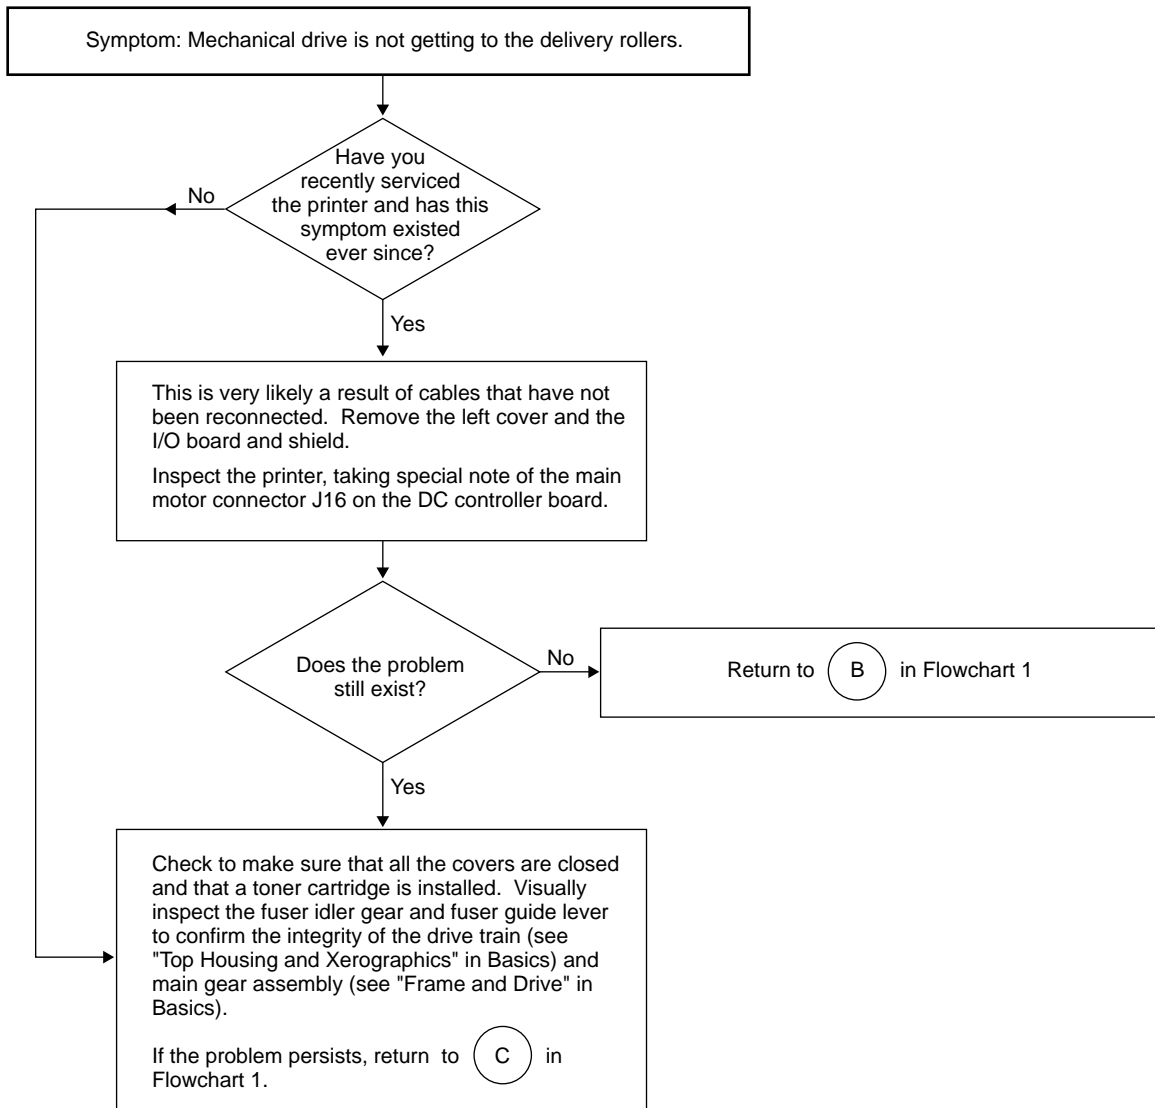 Symptom: Mechanical drive is not getting to the delivery rollers.
Have you
recently serviced
the printer and has this
symptom existed
ever since?
No
Yes
This is very likely a result of cables that have not
been reconnected. Remove the left cover and the
I/O board and shield.
Inspect the printer, taking special note of the main
motor connector J16 on the DC controller board.
Does the problem
still exist?
No
Return to B in Flowchart 1
Yes
Check to make sure that all the covers are closed
and that a toner cartridge is installed. Visually
inspect the fuser idler gear and fuser guide lever
to confirm the integrity of the drive train (see
"Top Housing and Xerographics" in Basics) and
main gear assembly (see "Frame and Drive" in
Basics).
If the problem persists, return to C in
Flowchart 1.